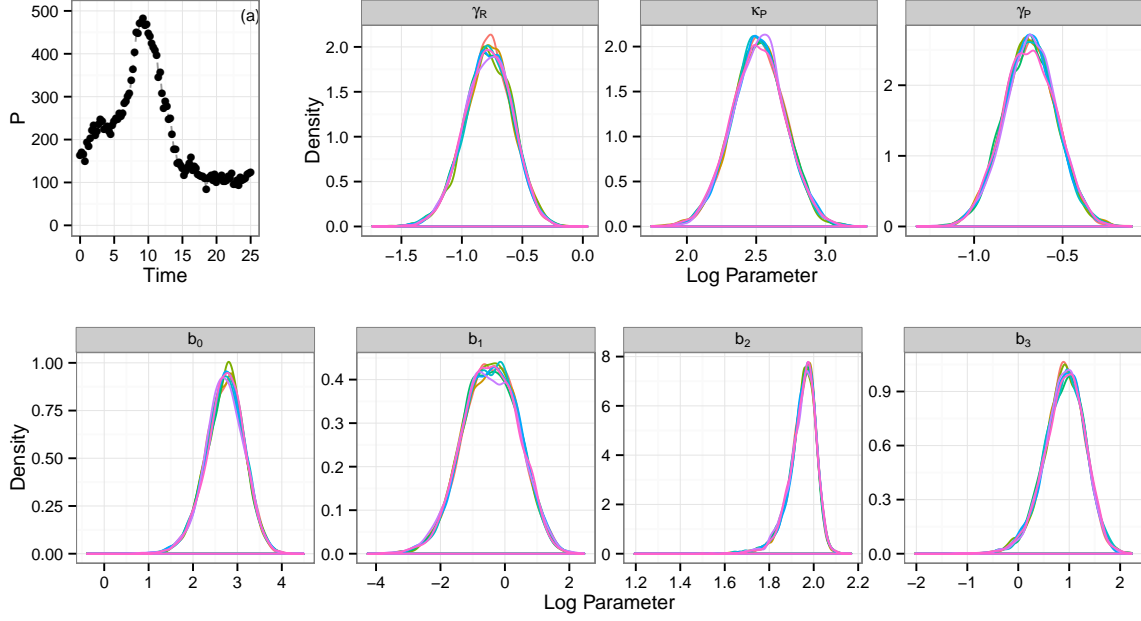 (a)
P
500
400
300
200
100
0
0 5 10 15 20 25
Time
γR
κP
γP
Density
2.0
1.5
1.0
0.5
0.0
−1.5 −1.0 −0.5 0.0
2.0
1.5
1.0
0.5
0.0
2.0 2.5 3.0
2
1
0
−1.0 −0.5
Log Parameter
b0
b1
b2
b3
Density
1.00
0.75
0.50
0.25
0.00
0 1 2 3 4
0.4
0.3
0.2
0.1
0.0
−4 −2 0 2
8
6
4
2
0
1.2 1.4 1.6 1.8 2.0 2.2
0.9
0.6
0.3
0.0
−2 −1 0 1 2
Log Parameter